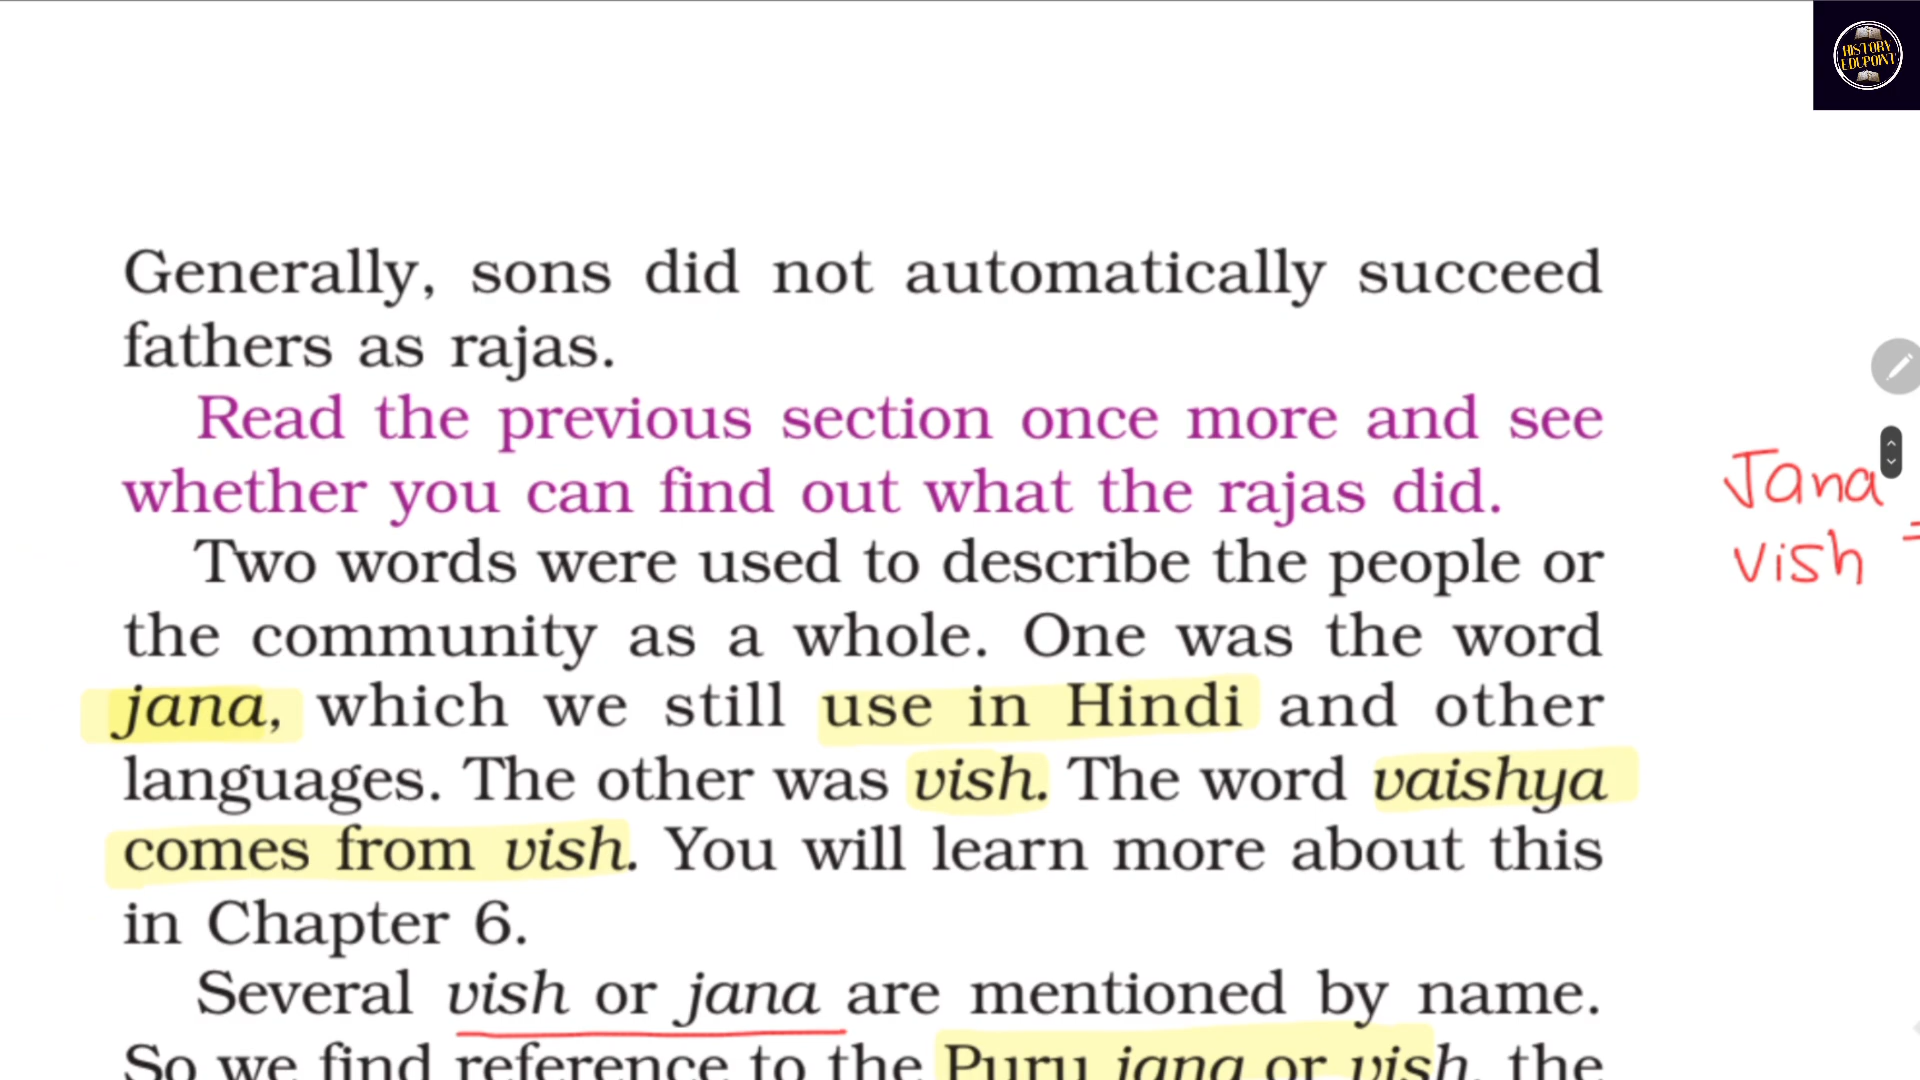 HISTORY
EDUPOINT
Generally, sons did not automatically succeed
fathers as rajas.
Read the previous section once more and see
whether you can find out what the rajas did.
Jana
Two words were used to describe the people or
vish =
the community as a whole. One was the word
jana, which we still use in Hindi and other
languages. The other was vish. The word vaishya
comes from vish. You will learn more about this
in Chapter 6.
Several vish or jana are mentioned by name.
So we find reference to the Puru jana or vish, the